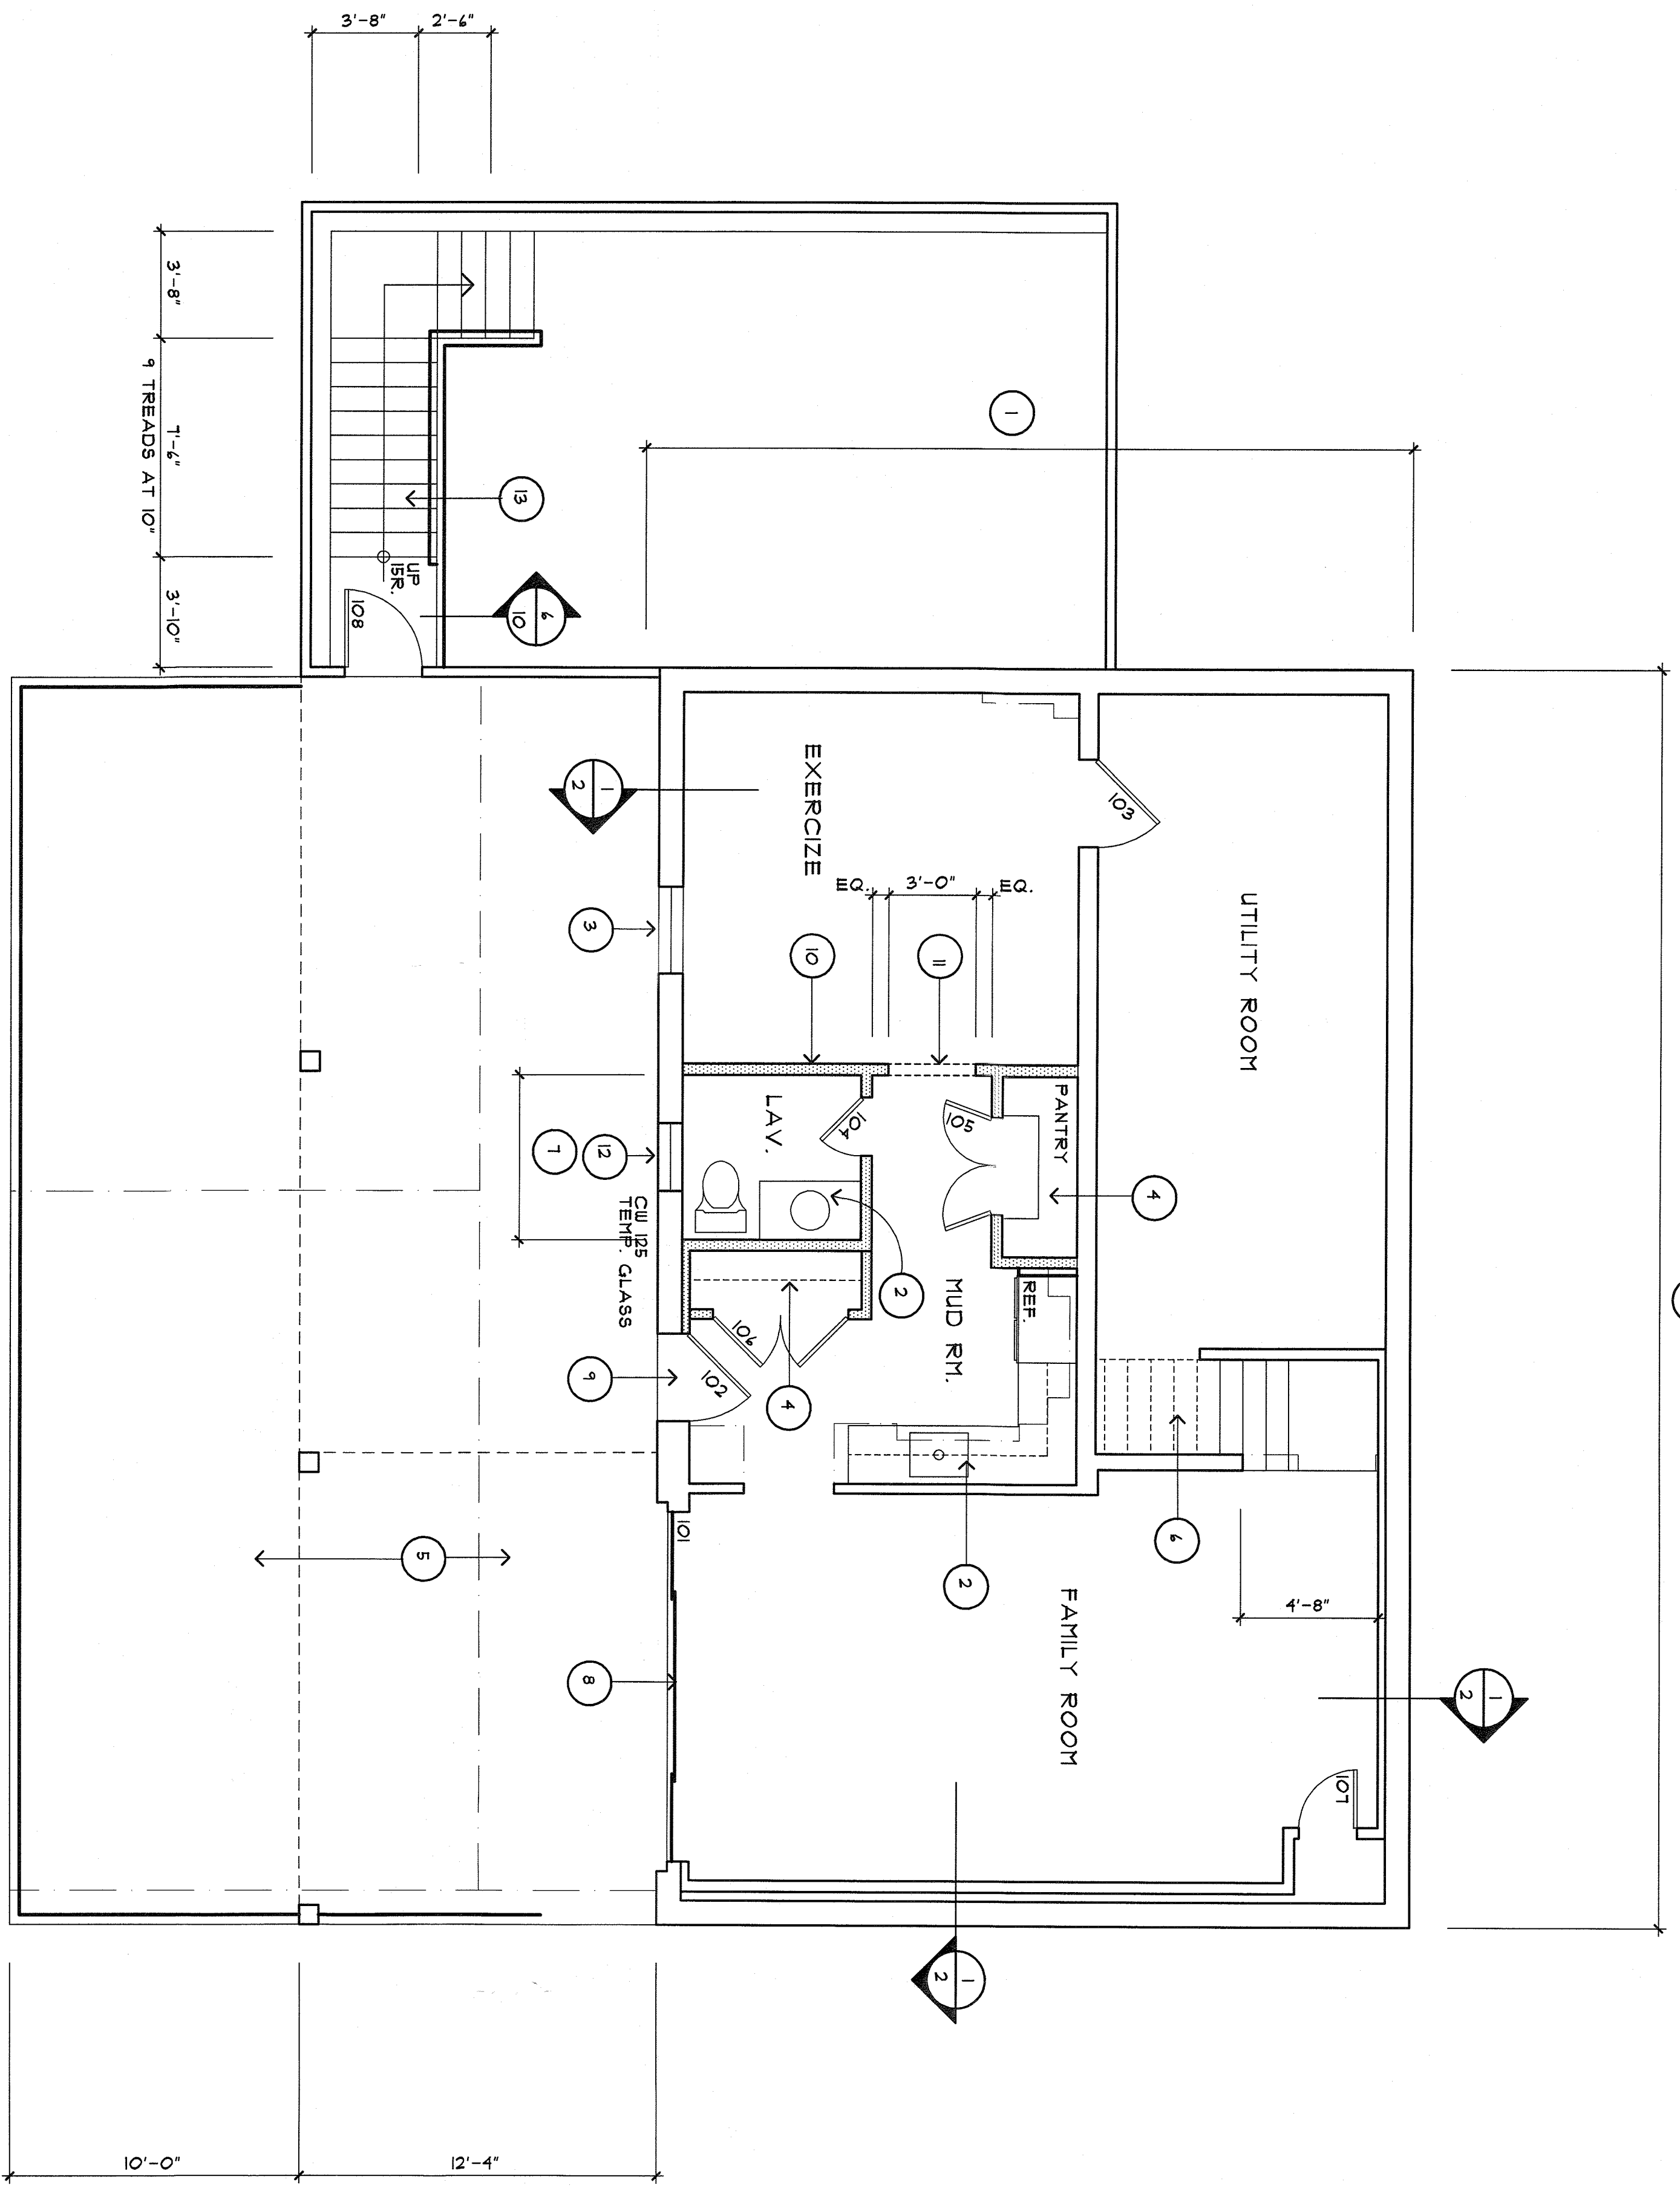 3'-8"
2'-6"
3'-8"
7'-6"
9 TREADS AT 10"
3'-10"
1
13
UP
15R.
108
6
10
EXERCIZE
1
2
103
UTILITY ROOM
EQ.
3'-0"
EQ.
3
10
11
PANTRY
105
104
LAV.
7
12
4
CW 125
TEMP. GLASS
2
MUD RM.
REF.
106
102
9
4
2
6
101
5
8
FAMILY ROOM
4'-8"
1
2
107
1
2
10'-0"
12'-4"